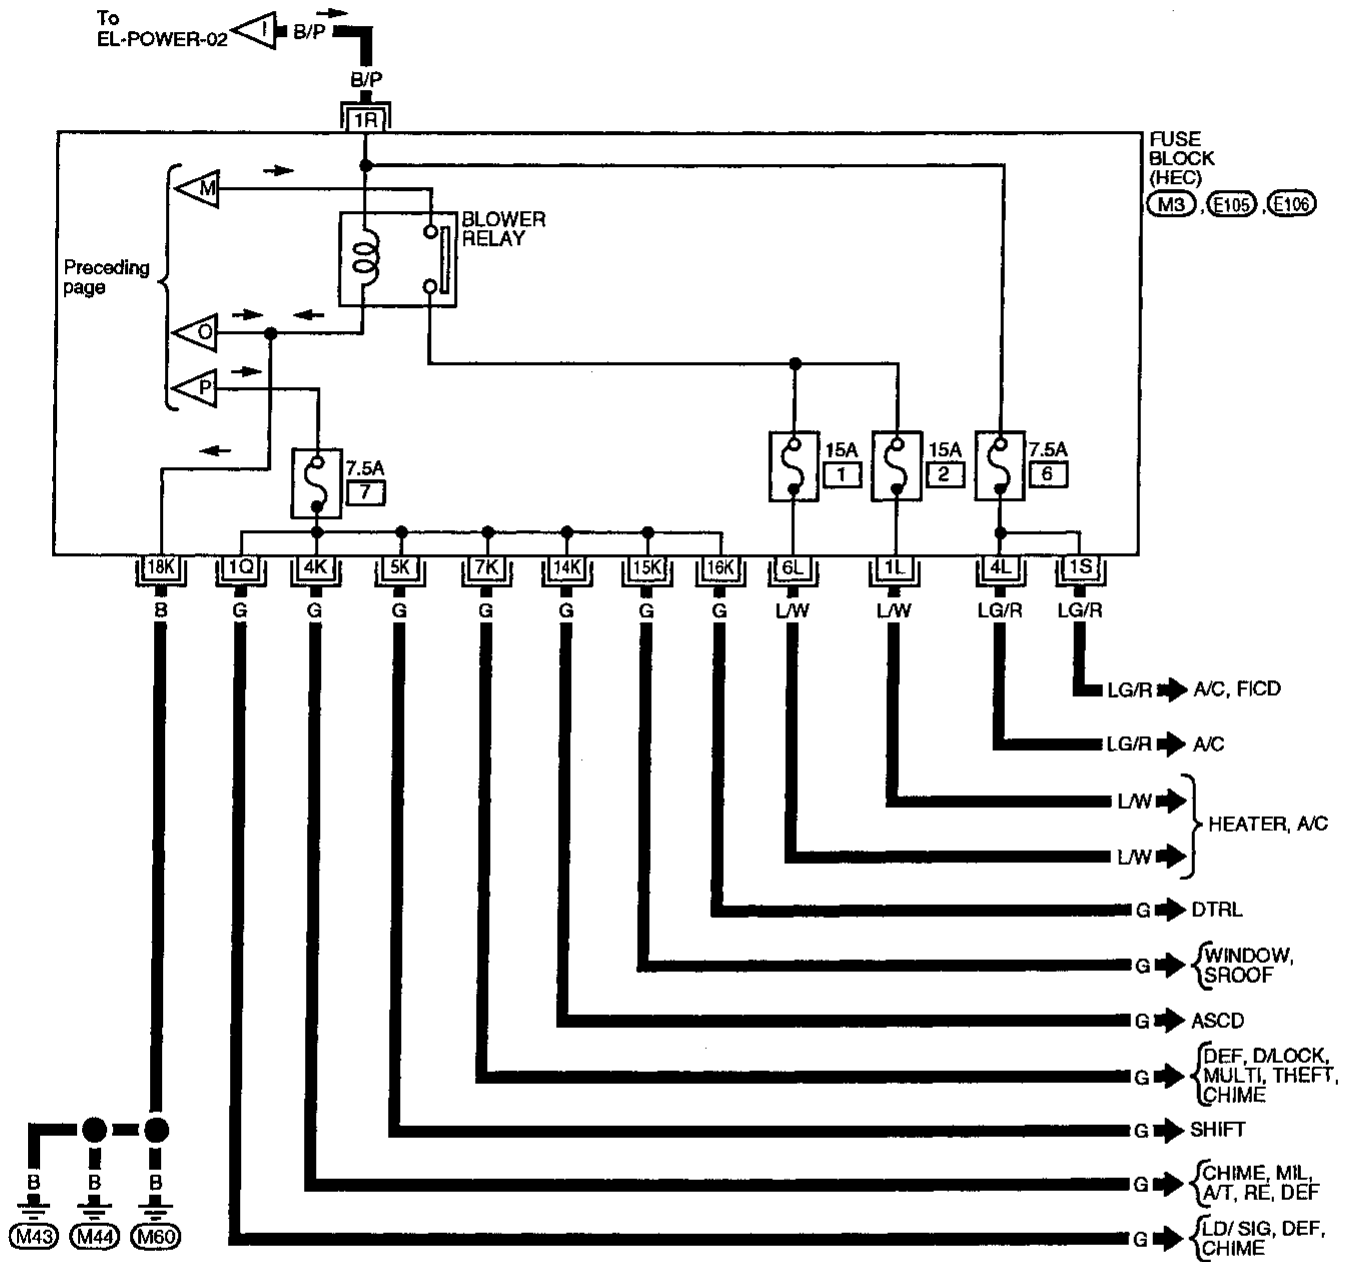 To
EL-POWER-02
I
B/P
B/P
1R
FUSE
BLOCK
(HEC)
M3 , E105 , E106
M
BLOWER
RELAY
Preceding
page
O
P
7.5A
7
15A
1
15A
2
7.5A
6
18K 1Q 4K 5K 7K 14K 15K 16K 6L 1L 4L 1S
B G G G G G G G L/W L/W LG/R LG/R
LG/R A/C, FICD
LG/R A/C
L/W
HEATER, A/C
L/W
G DTRL
G WINDOW,
SROOF
G ASCD
DEF, D/LOCK,
G MULTI, THEFT,
CHIME
G SHIFT
G CHIME, MIL,
A/T, RE, DEF
G LD/ SIG, DEF,
CHIME
B B B
M43 M44 M60